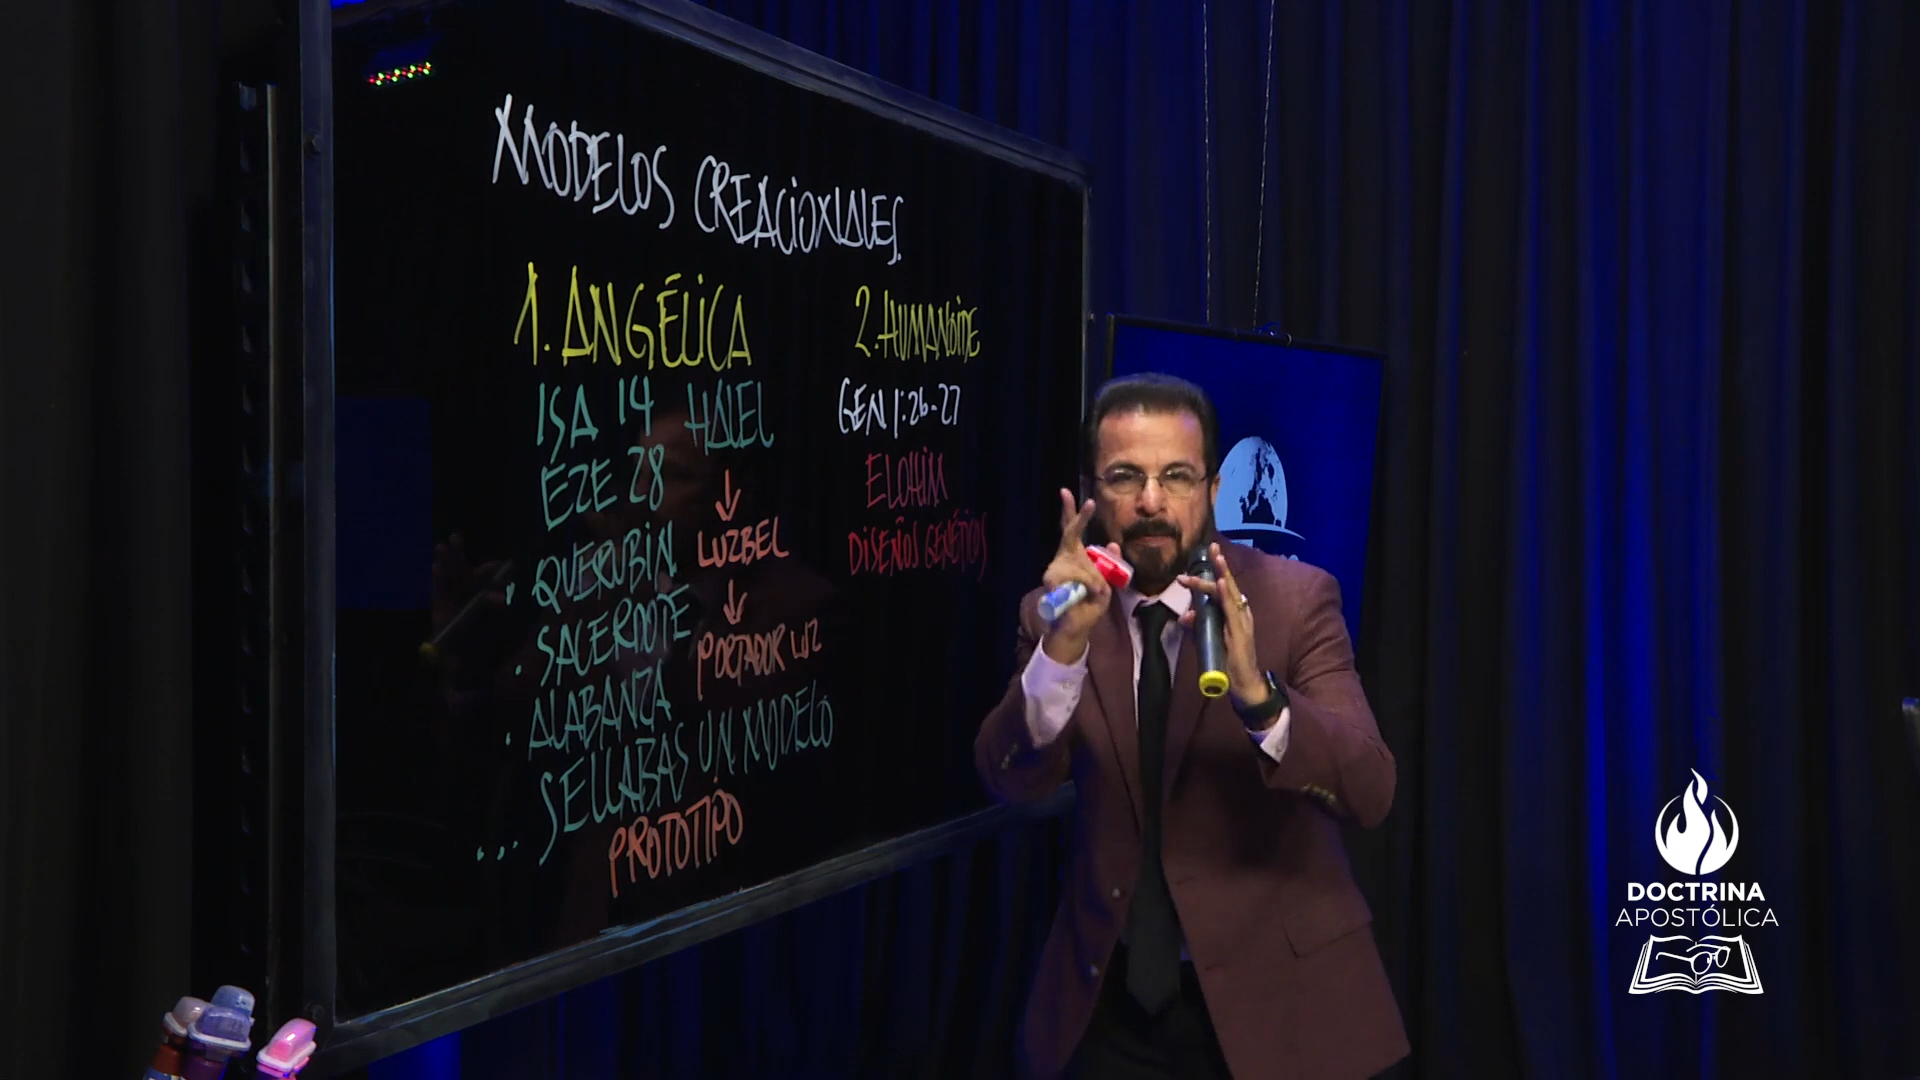 MODELOS CREACIONALES.
1. ANGÉLICA
ISA 14 HALEL
EZE 28
↓
. QUERUBIN LUZBEL
↓
. SACERDOTE PORTADOR LUZ
. ALABANZA
... SELLABAS UN MODELO
PROTOTIPO
2. HUMANOIDE
GEN 1:26-27
ELOHIM
DISEÑOS GENÉTICOS
DOCTRINA
APOSTÓLICA